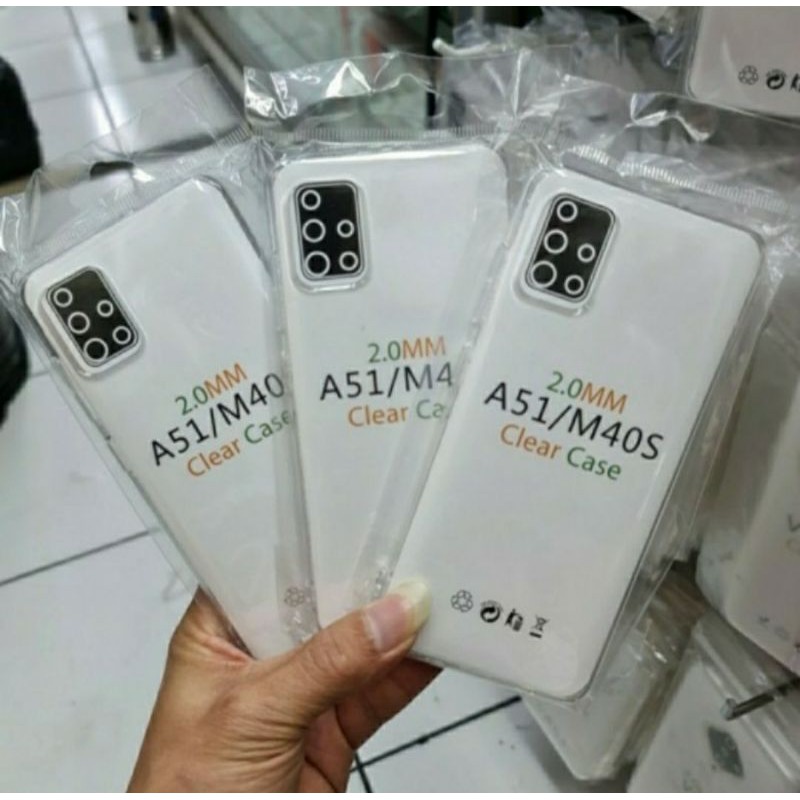 2.0MM
A51/M40
Clear Case
2.0MM
A51/M4
Clear Ca
2.0MM
A51/M40S
Clear Case